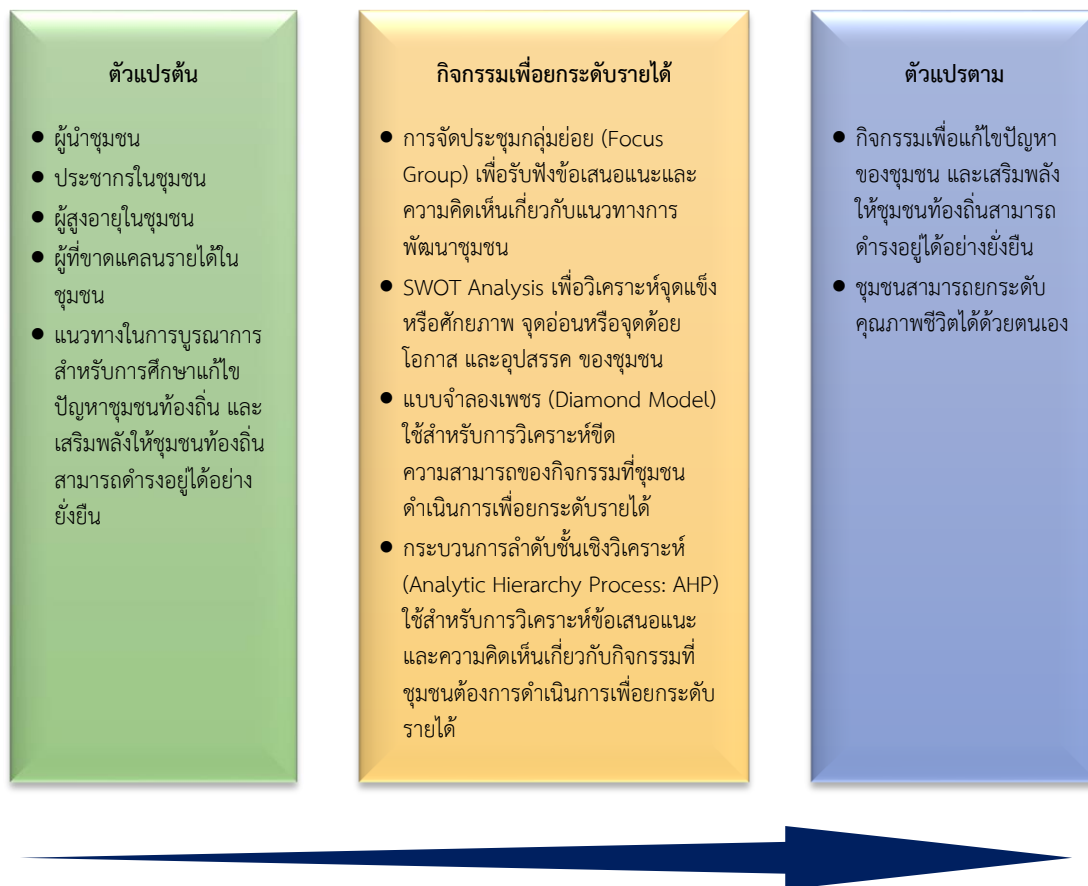 ตัวแปรต้น
● ผู้นำชุมชน
● ประชากรในชุมชน
● ผู้สูงอายุในชุมชน
● ผู้ที่ขาดแคลนรายได้ใน
ชุมชน
● แนวทางในการบูรณาการ
สำหรับการศึกษาแก้ไข
ปัญหาชุมชนท้องถิ่น และ
เสริมพลังให้ชุมชนท้องถิ่น
สามารถดำรงอยู่ได้อย่าง
ยั่งยืน
กิจกรรมเพื่อยกระดับรายได้
● การจัดประชุมกลุ่มย่อย (Focus
Group) เพื่อรับฟังข้อเสนอแนะและ
ความคิดเห็นเกี่ยวกับแนวทางการ
พัฒนาชุมชน
● SWOT Analysis เพื่อวิเคราะห์จุดแข็ง
หรือศักยภาพ จุดอ่อนหรือจุดด้อย
โอกาส และอุปสรรค ของชุมชน
● แบบจำลองเพชร (Diamond Model)
ใช้สำหรับการวิเคราะห์ขีด
ความสามารถของกิจกรรมที่ชุมชน
ดำเนินการเพื่อยกระดับรายได้
● กระบวนการลำดับชั้นเชิงวิเคราะห์
(Analytic Hierarchy Process: AHP)
ใช้สำหรับการวิเคราะห์ข้อเสนอแนะ
และความคิดเห็นเกี่ยวกับกิจกรรมที่
ชุมชนต้องการดำเนินการเพื่อยกระดับ
รายได้
ตัวแปรตาม
● กิจกรรมเพื่อแก้ไขปัญหา
ของชุมชน และเสริมพลัง
ให้ชุมชนท้องถิ่นสามารถ
ดำรงอยู่ได้อย่างยั่งยืน
● ชุมชนสามารถยกระดับ
คุณภาพชีวิตได้ด้วยตนเอง